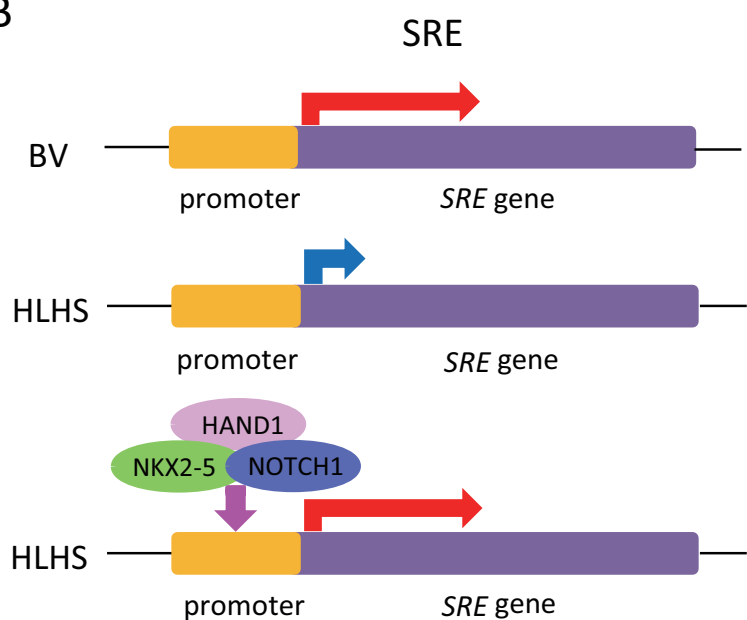 B
SRE
BV
promoter SRE gene
HLHS
promoter SRE gene
HAND1
NKX2-5 NOTCH1
HLHS
promoter SRE gene